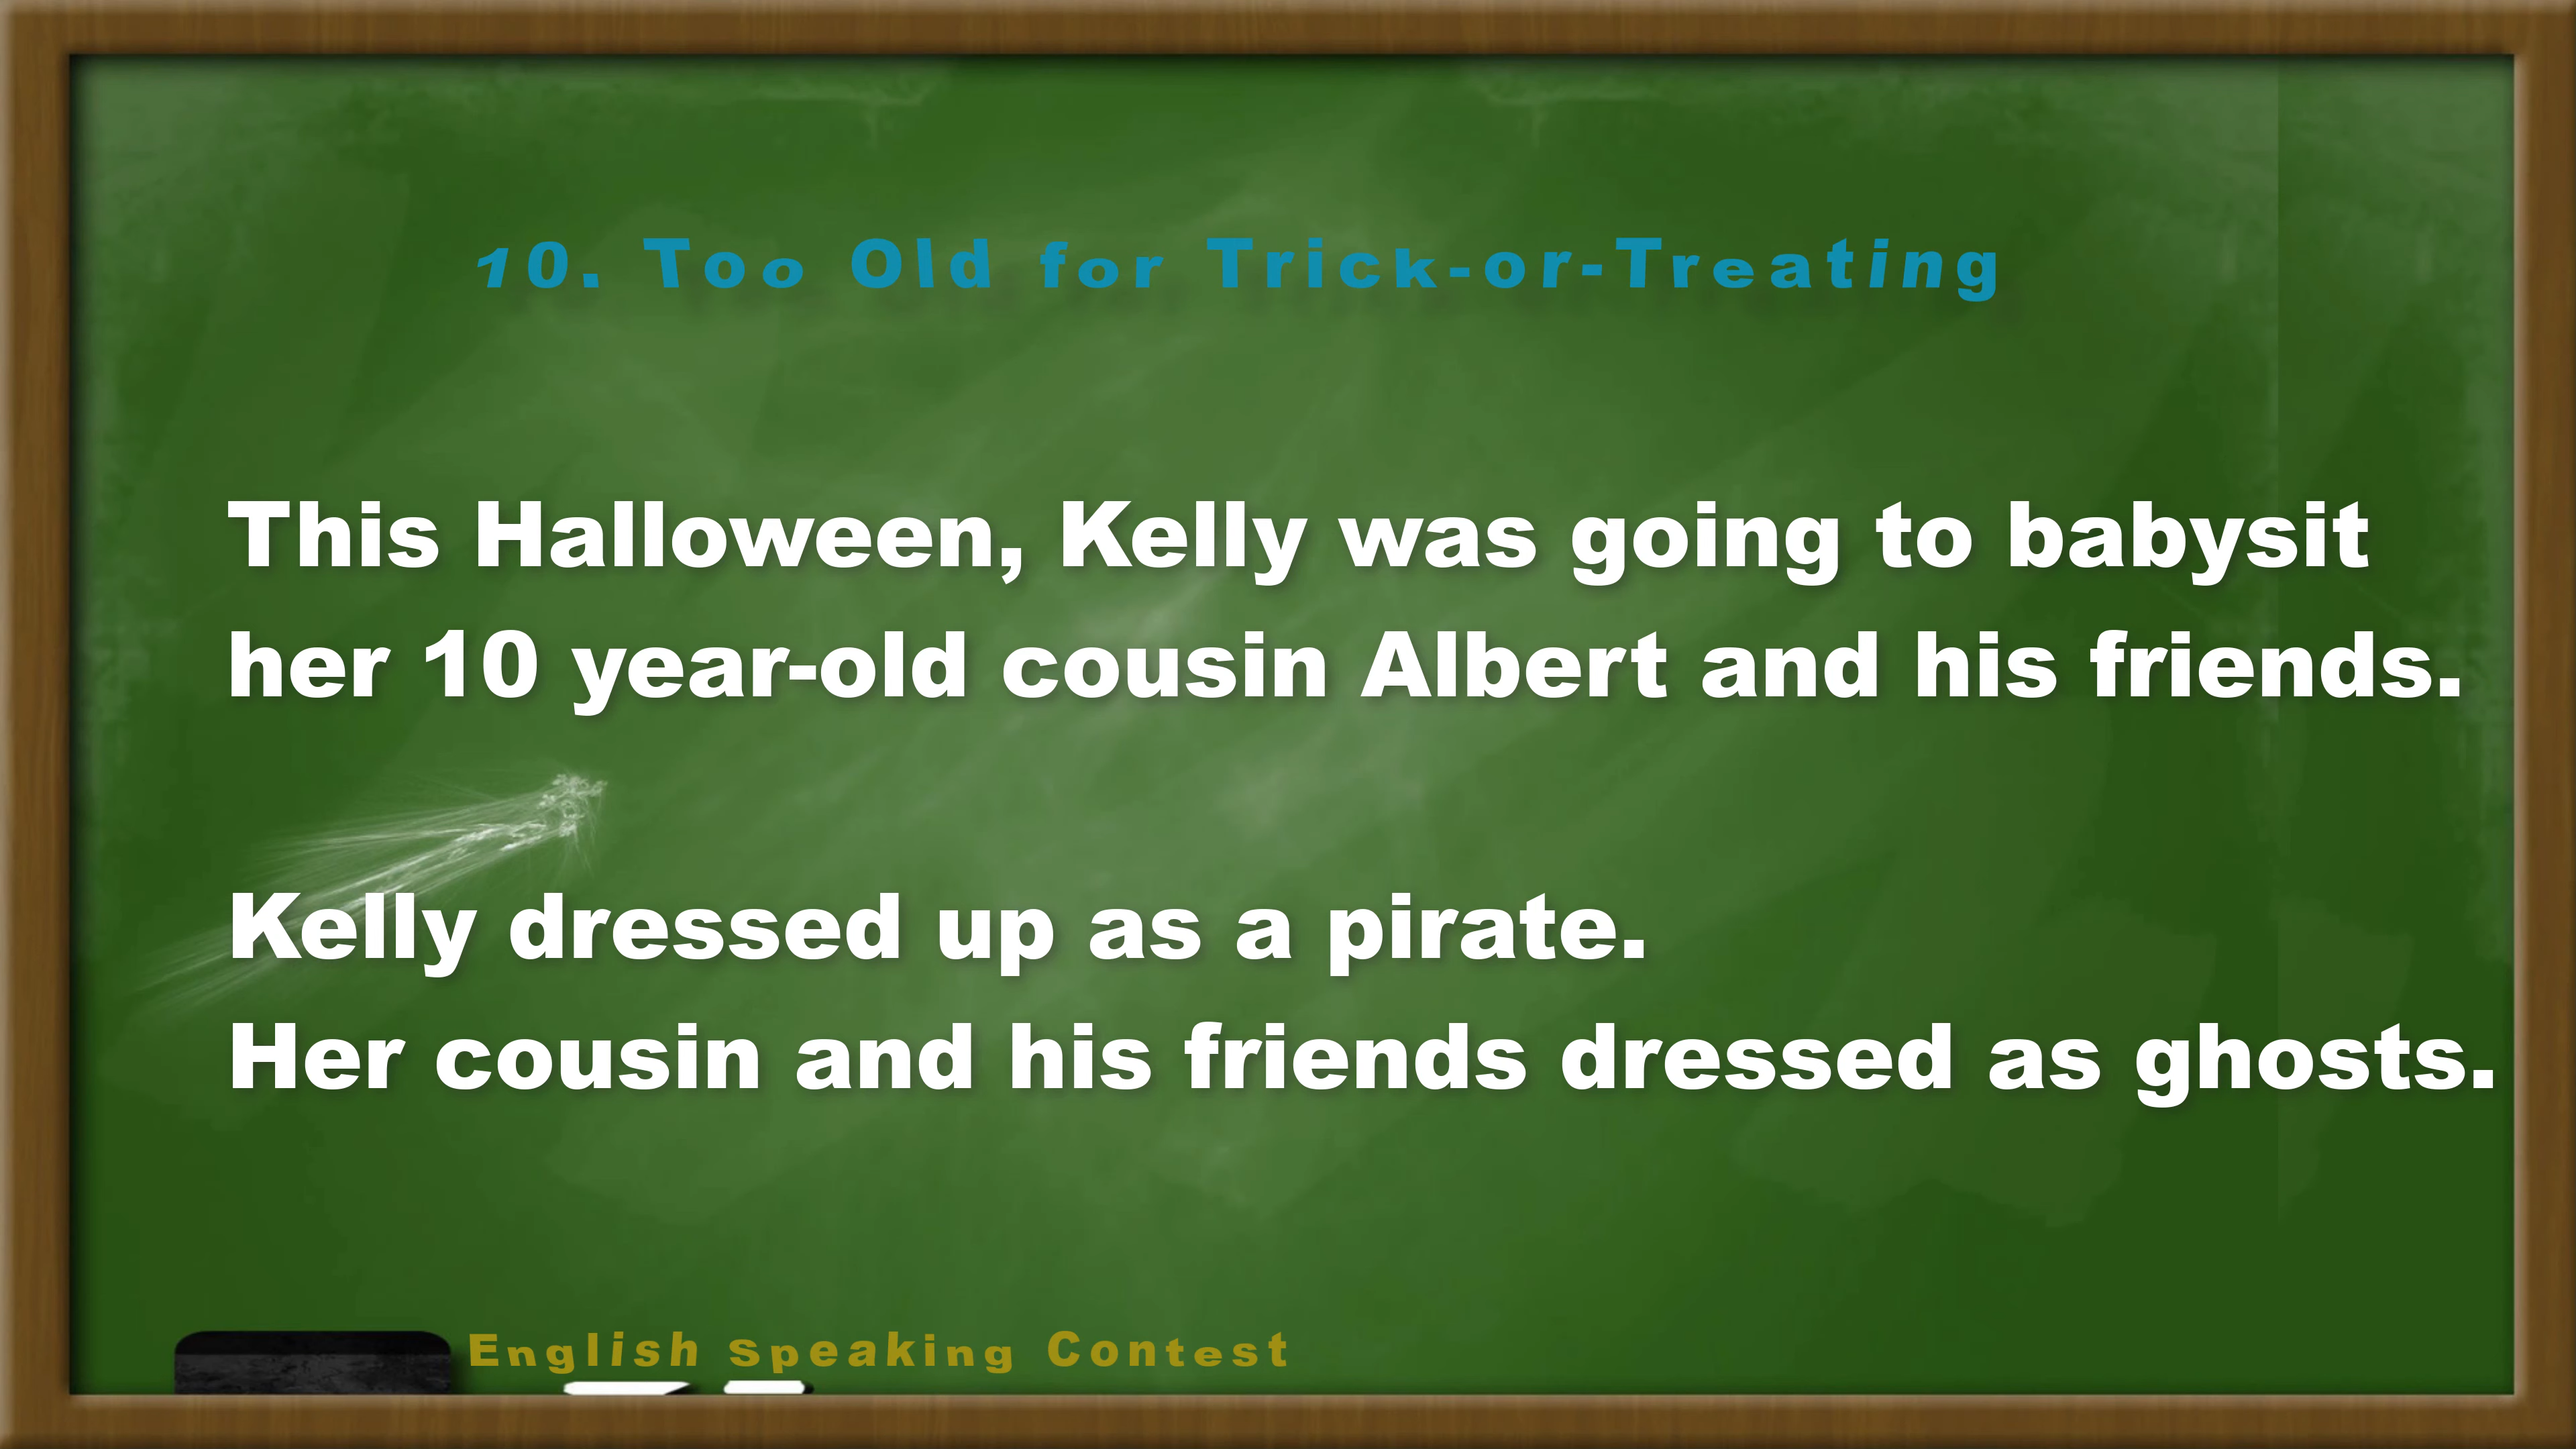 10. Too Old for Trick-or-Treating
This Halloween, Kelly was going to babysit
her 10 year-old cousin Albert and his friends.
Kelly dressed up as a pirate.
Her cousin and his friends dressed as ghosts.
English Speaking Contest